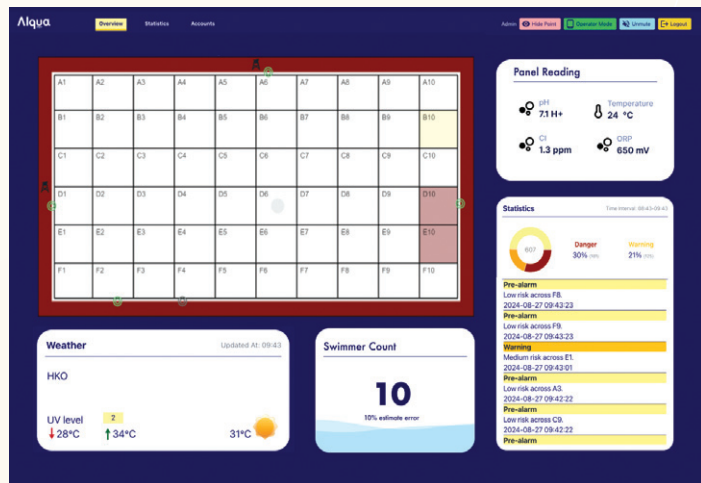 Alqua
Overview Statistics Accounts
Admin Hide Point Operator Mode Unmute Logout
A1 A2 A3 A4 A5 A6 A7 A8 A9 A10
B1 B2 B3 B4 B5 B6 B7 B8 B9 B10
C1 C2 C3 C4 C5 C6 C7 C8 C9 C10
D1 D2 D3 D4 D5 D6 D7 D8 D9 D10
E1 E2 E3 E4 E5 E6 E7 E8 E9 E10
F1 F2 F3 F4 F5 F6 F7 F8 F9 F10
Panel Reading
pH
7.1 H+
Temperature
24 °C
Cl
1.3 ppm
ORP
650 mV
Statistics
Time Interval: 08:43-09:43
607
Danger
30%
Warning
21%
Pre-alarm
Low risk across F8.
2024-08-27 09:43:23
Pre-alarm
Low risk across F9.
2024-08-27 09:43:23
Warning
Medium risk across E1.
2024-08-27 09:43:01
Pre-alarm
Low risk across A3.
2024-08-27 09:42:22
Pre-alarm
Low risk across C9.
2024-08-27 09:42:22
Pre-alarm
Weather
Updated At: 09:43
HKO
UV level 2
28°C 34°C 31°C
Swimmer Count
10
10% estimate error